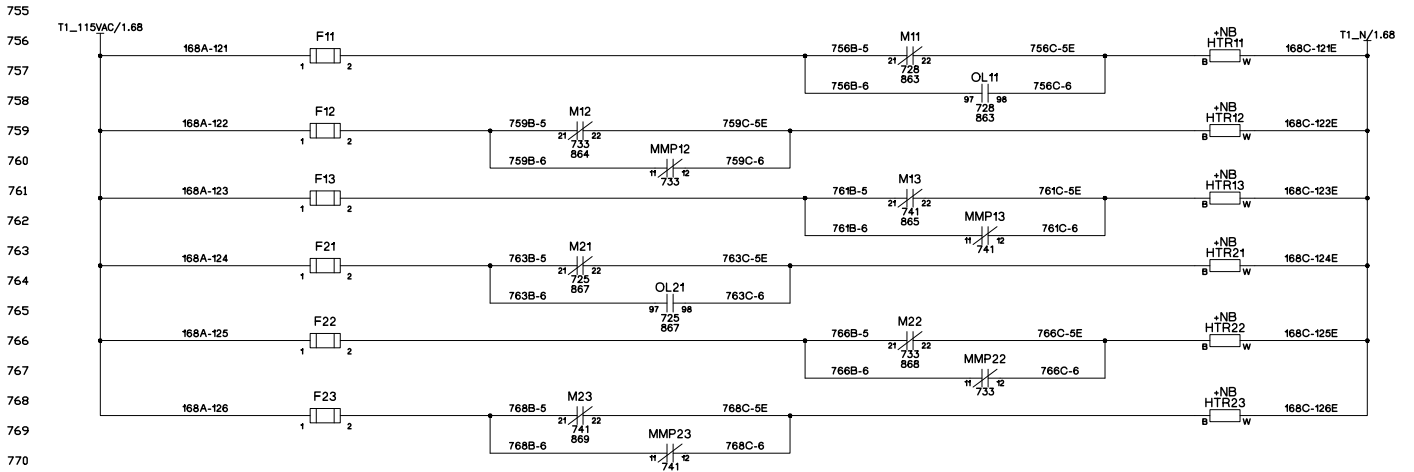 755
T1_115VAC/1.68
T1_N/1.68
756
168A-121
F11
1
2
756B-5
M11
21
22
728
863
756C-5E
+NB
HTR11
B
W
168C-121E
757
756B-6
OL11
97
98
728
863
756C-6
758
759
168A-122
F12
1
2
759B-5
M12
21
22
733
864
759C-5E
+NB
HTR12
B
W
168C-122E
760
759B-6
MMP12
11
12
733
759C-6
761
168A-123
F13
1
2
761B-5
M13
21
22
741
865
761C-5E
+NB
HTR13
B
W
168C-123E
762
761B-6
MMP13
11
12
741
761C-6
763
168A-124
F21
1
2
763B-5
M21
21
22
725
867
763C-5E
+NB
HTR21
B
W
168C-124E
764
763B-6
OL21
97
98
725
867
763C-6
765
766
168A-125
F22
1
2
766B-5
M22
21
22
733
868
766C-5E
+NB
HTR22
B
W
168C-125E
767
766B-6
MMP22
11
12
733
766C-6
768
168A-126
F23
1
2
768B-5
M23
21
22
741
869
768C-5E
+NB
HTR23
B
W
168C-126E
769
768B-6
MMP23
11
12
741
768C-6
770